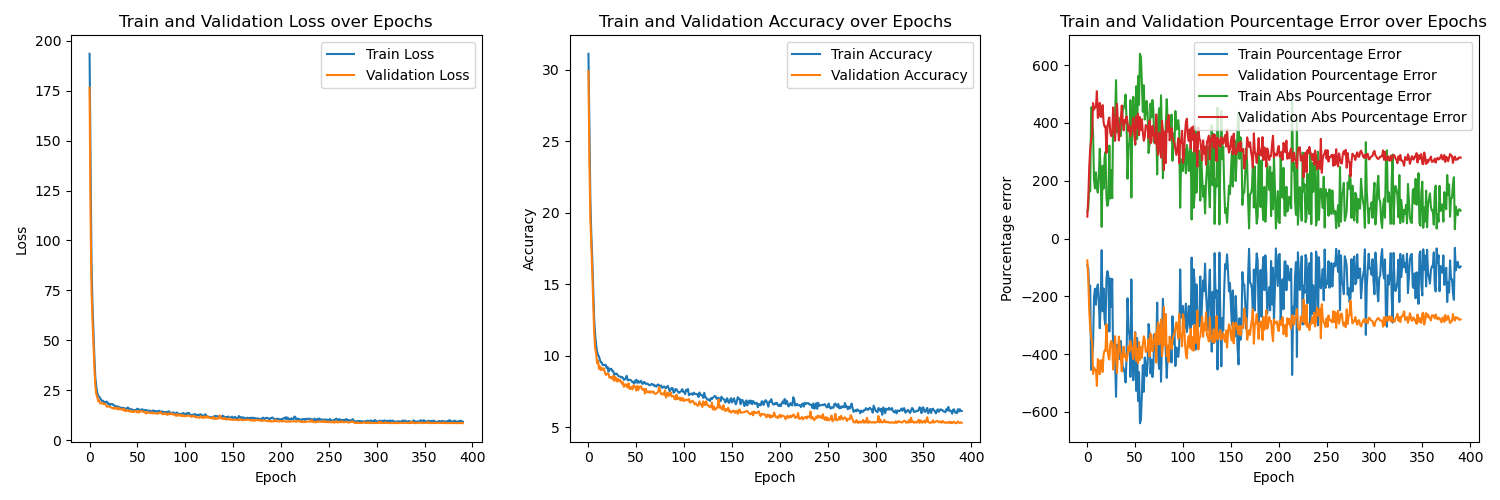 Train and Validation Loss over Epochs
Train Loss
Validation Loss
Loss
200
175
150
125
100
75
50
25
0
0 50 100 150 200 250 300 350 400
Epoch
Train and Validation Accuracy over Epochs
Train Accuracy
Validation Accuracy
Accuracy
30
25
20
15
10
5
0 50 100 150 200 250 300 350 400
Epoch
Train and Validation Pourcentage Error over Epochs
Train Pourcentage Error
Validation Pourcentage Error
Train Abs Pourcentage Error
Validation Abs Pourcentage Error
Pourcentage error
600
400
200
0
−200
−400
−600
0 50 100 150 200 250 300 350 400
Epoch